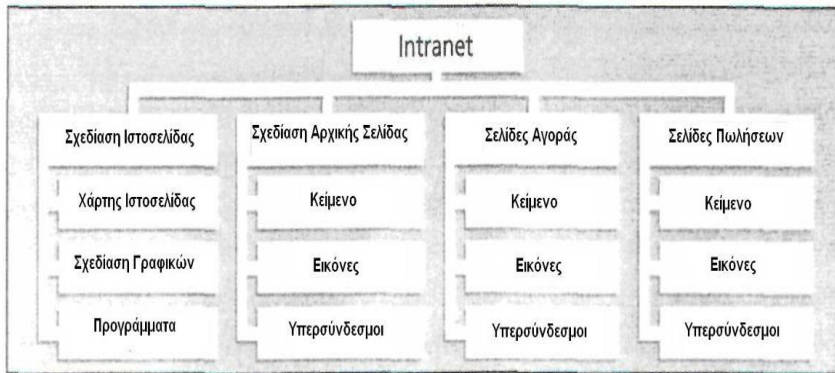 Intranet
Σχεδίαση Ιστοσελίδας
Σχεδίαση Αρχικής Σελίδας
Σελίδες Αγοράς
Σελίδες Πωλήσεων
Χάρτης Ιστοσελίδας
Κείμενο
Κείμενο
Κείμενο
Σχεδίαση Γραφικών
Εικόνες
Εικόνες
Εικόνες
Προγράμματα
Υπερσύνδεσμοι
Υπερσύνδεσμοι
Υπερσύνδεσμοι